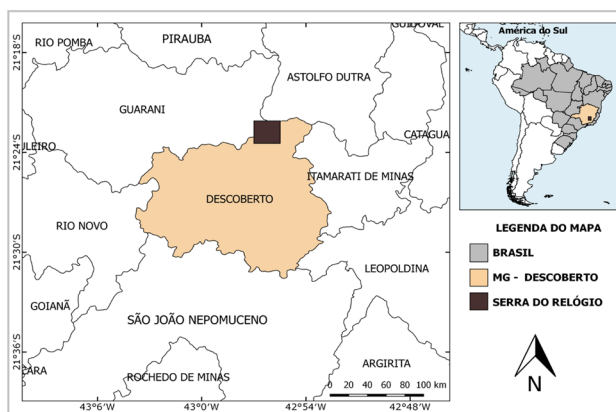 América do Sul
GUIDOVAL
RIO POMBA
PIRAUBA
ASTOLFO DUTRA
GUARANI
CATAGUA
ULEIRO
ITAMARATI DE MINAS
DESCOBERTO
RIO NOVO
LEOPOLDINA
GOIANÃ
SÃO JOÃO NEPOMUCENO
ARGIRITA
ROCHEDO DE MINAS
21°18'S
21°24'S
21°30'S
21°36'S
43°6'W
43°0'W
42°54'W
42°48'W
0 20 40 60 80 100 km
LEGENDA DO MAPA
BRASIL
MG - DESCOBERTO
SERRA DO RELÓGIO
N